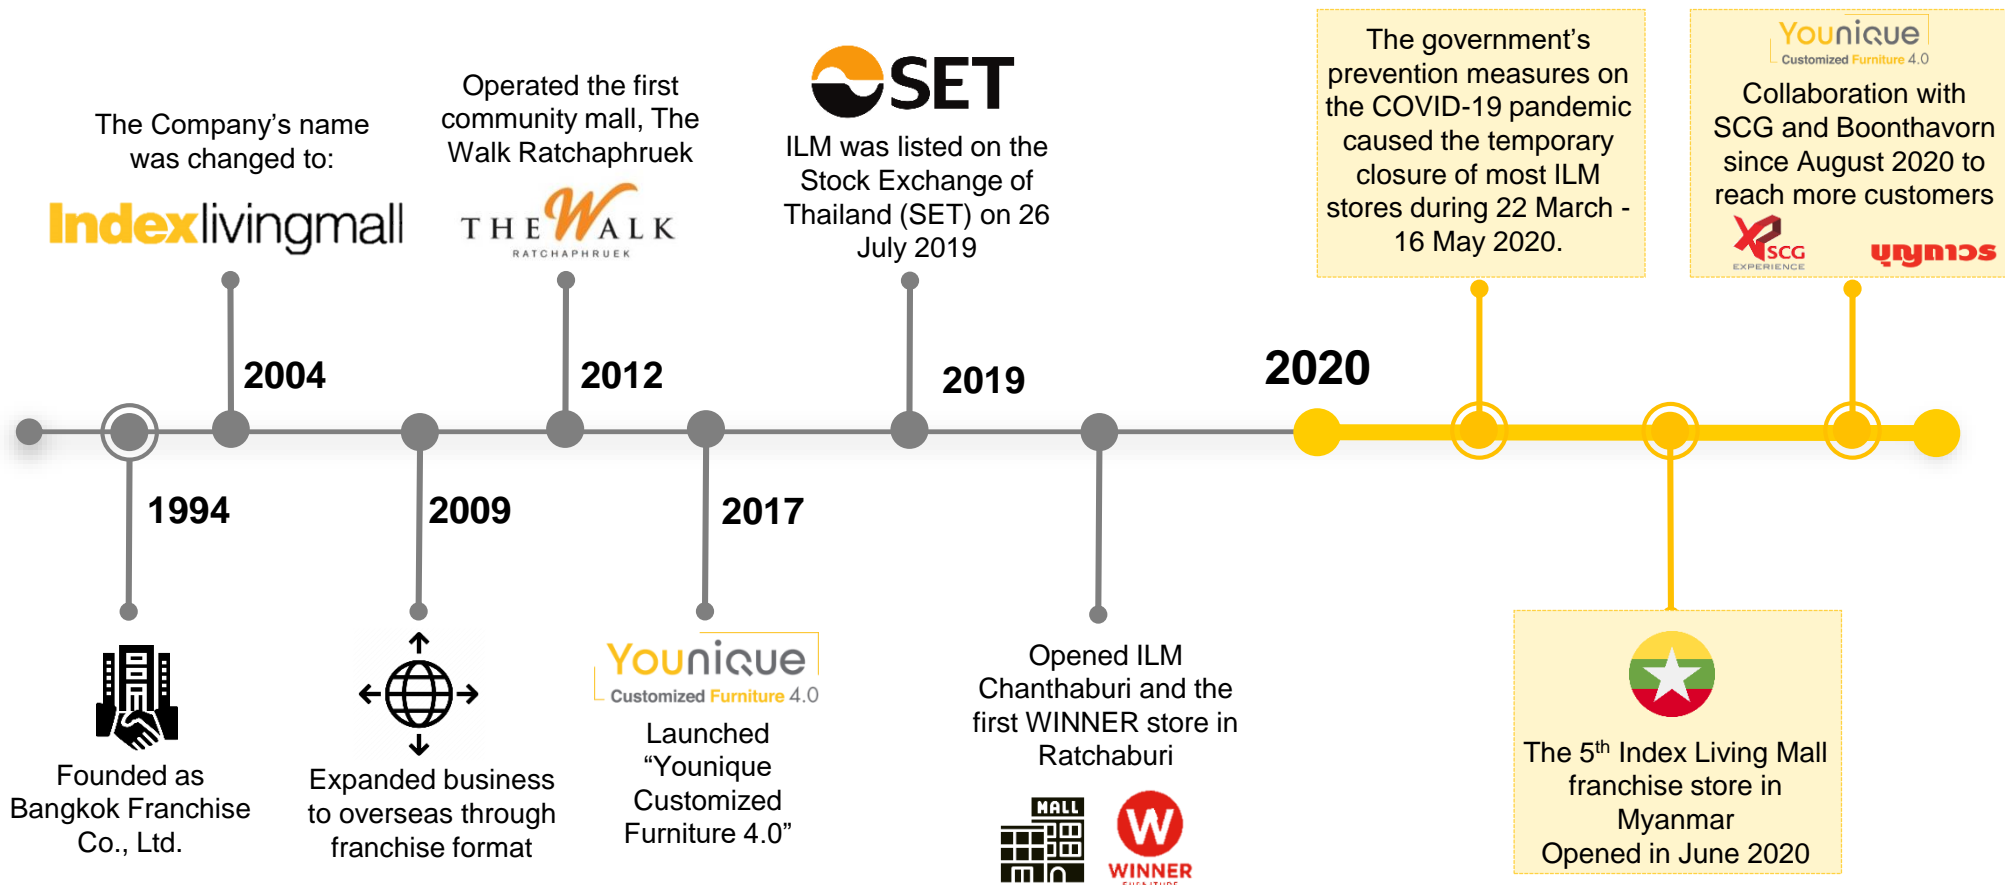 The Company's name
was changed to:
Indexlivingmall
2004
Operated the first
community mall, The
Walk Ratchaphruek
THE WALK
RATCHAPHRUEK
2012
SET
ILM was listed on the
Stock Exchange of
Thailand (SET) on 26
July 2019
2019
2020
The government's
prevention measures on
the COVID-19 pandemic
caused the temporary
closure of most ILM
stores during 22 March -
16 May 2020.
Younique
Customized Furniture 4.0
Collaboration with
SCG and Boonthavorn
since August 2020 to
reach more customers
SCG
EXPERIENCE
บุญถาวร
1994
Founded as
Bangkok Franchise
Co., Ltd.
2009
Expanded business
to overseas through
franchise format
2017
Younique
Customized Furniture 4.0
Launched
“Younique
Customized
Furniture 4.0”
Opened ILM
Chanthaburi and the
first WINNER store in
Ratchaburi
MALL
W
WINNER
FURNITURE
The 5th Index Living Mall
franchise store in
Myanmar
Opened in June 2020